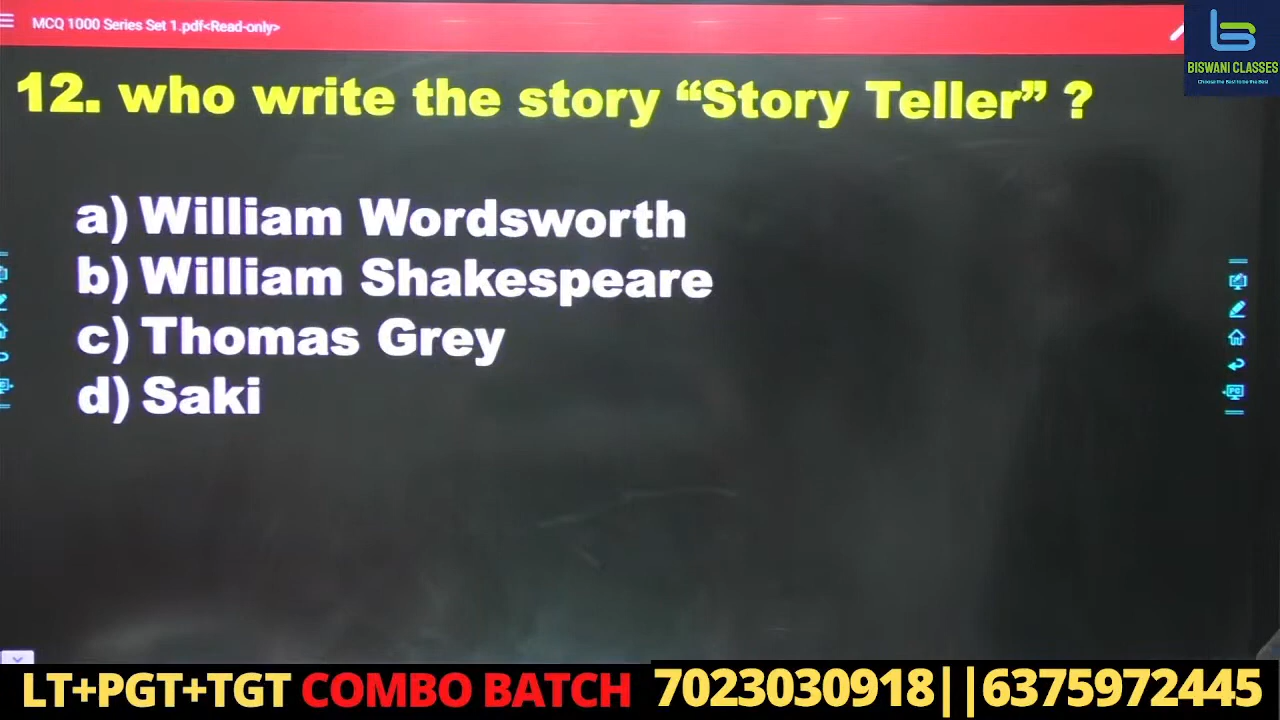 MCQ 1000 Series Set 1.pdf<Read-only>
BISWANI CLASSES
12. who write the story “Story Teller” ?
a) William Wordsworth
b) William Shakespeare
c) Thomas Grey
d) Saki
PC
LT+PGT+TGT COMBO BATCH 7023030918||6375972445